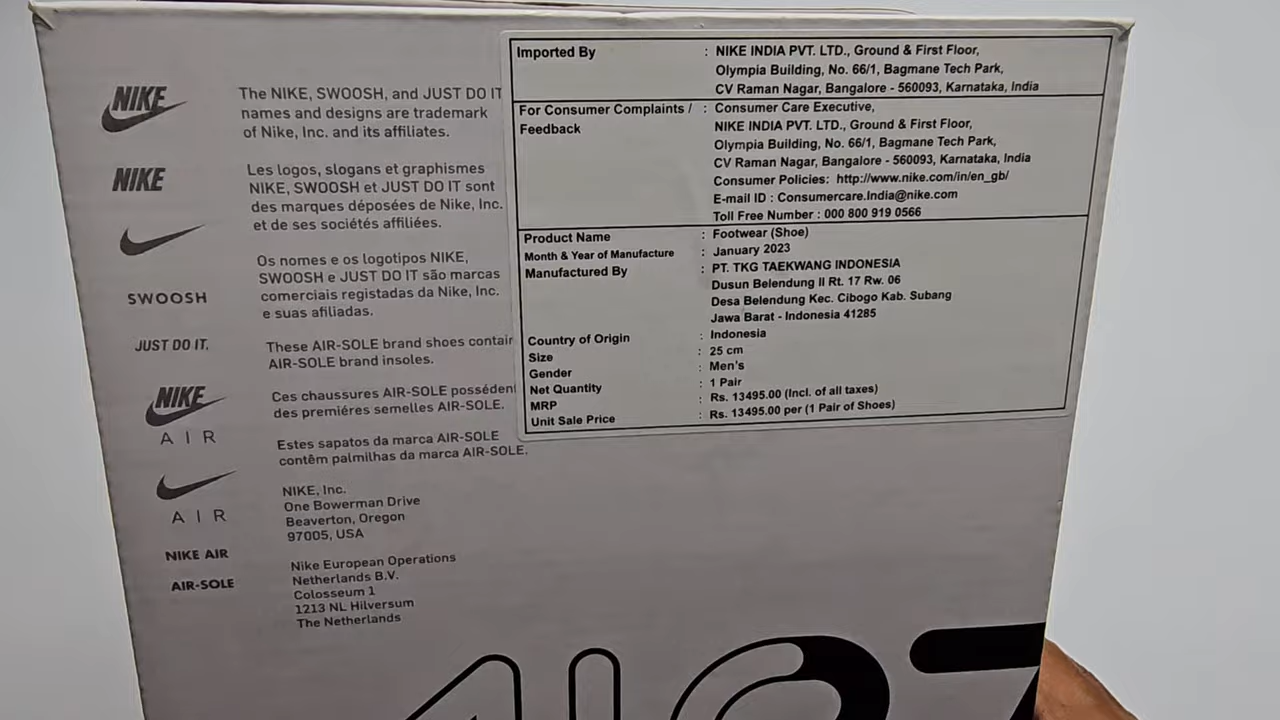 NIKE
The NIKE, SWOOSH, and JUST DO IT
names and designs are trademark
of Nike, Inc. and its affiliates.
NIKE
Les logos, slogans et graphismes
NIKE, SWOOSH et JUST DO IT sont
des marques déposées de Nike, Inc.
et de ses sociétés affiliées.
SWOOSH
Os nomes e os logotipos NIKE,
SWOOSH e JUST DO IT são marcas
comerciais registadas da Nike, Inc.
e suas afiliadas.
JUST DO IT.
These AIR-SOLE brand shoes contain
AIR-SOLE brand insoles.
NIKE
AIR
Ces chaussures AIR-SOLE possédent
des premiéres semelles AIR-SOLE.
Estes sapatos da marca AIR-SOLE
contêm palmilhas da marca AIR-SOLE.
AIR
NIKE AIR
AIR-SOLE
NIKE, Inc.
One Bowerman Drive
Beaverton, Oregon
97005, USA
Nike European Operations
Netherlands B.V.
Colosseum 1
1213 NL Hilversum
The Netherlands
Imported By : NIKE INDIA PVT. LTD., Ground & First Floor,
Olympia Building, No. 66/1, Bagmane Tech Park,
CV Raman Nagar, Bangalore - 560093, Karnataka, India
For Consumer Complaints / : Consumer Care Executive,
Feedback NIKE INDIA PVT. LTD., Ground & First Floor,
Olympia Building, No. 66/1, Bagmane Tech Park,
CV Raman Nagar, Bangalore - 560093, Karnataka, India
Consumer Policies: http://www.nike.com/in/en_gb/
E-mail ID : Consumercare.India@nike.com
Toll Free Number : 000 800 919 0566
Product Name : Footwear (Shoe)
Month & Year of Manufacture : January 2023
Manufactured By : PT. TKG TAEKWANG INDONESIA
Dusun Belendung II Rt. 17 Rw. 06
Desa Belendung Kec. Cibogo Kab. Subang
Jawa Barat - Indonesia 41285
Country of Origin : Indonesia
Size : 25 cm
Gender : Men's
Net Quantity : 1 Pair
MRP : Rs. 13495.00 (Incl. of all taxes)
Unit Sale Price : Rs. 13495.00 per (1 Pair of Shoes)